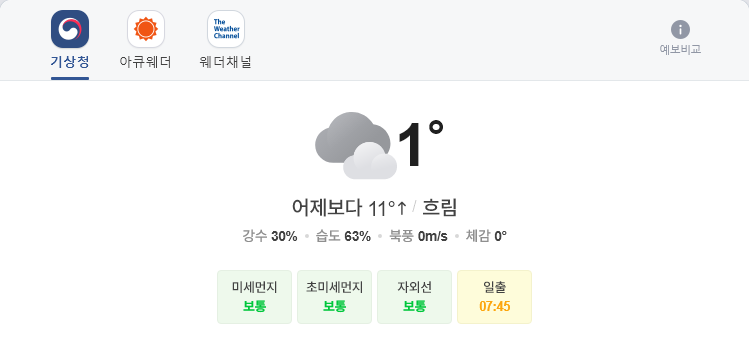 The
Weather
Channel
기상청 아큐웨더 웨더채널
예보비교
1°
어제보다 11°↑ / 흐림
강수 30% • 습도 63% • 북풍 0m/s • 체감 0°
미세먼지 초미세먼지 자외선 일출
보통 보통 보통 07:45